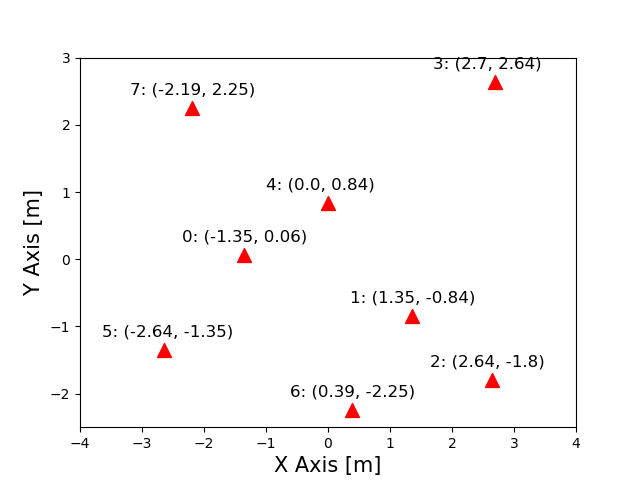 3: (2.7, 2.64)
7: (-2.19, 2.25)
4: (0.0, 0.84)
0: (-1.35, 0.06)
1: (1.35, -0.84)
5: (-2.64, -1.35)
2: (2.64, -1.8)
6: (0.39, -2.25)
3
2
1
0
−1
−2
Y Axis [m]
−4 −3 −2 −1 0 1 2 3 4
X Axis [m]